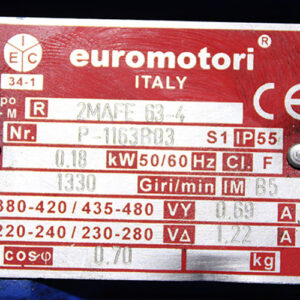 IEC
euromotori ®
34-1
ITALY
CE
po R 2MAFE 63-4
-M
Nr. S1 IP 55
0.18 kW 50/60 Hz Cl. F
1330 Giri/min IM B5
380-420 / 435-480 VY 0.69 A
220-240 / 230-280 VΔ 1.22 A
cosφ 0.70 kg